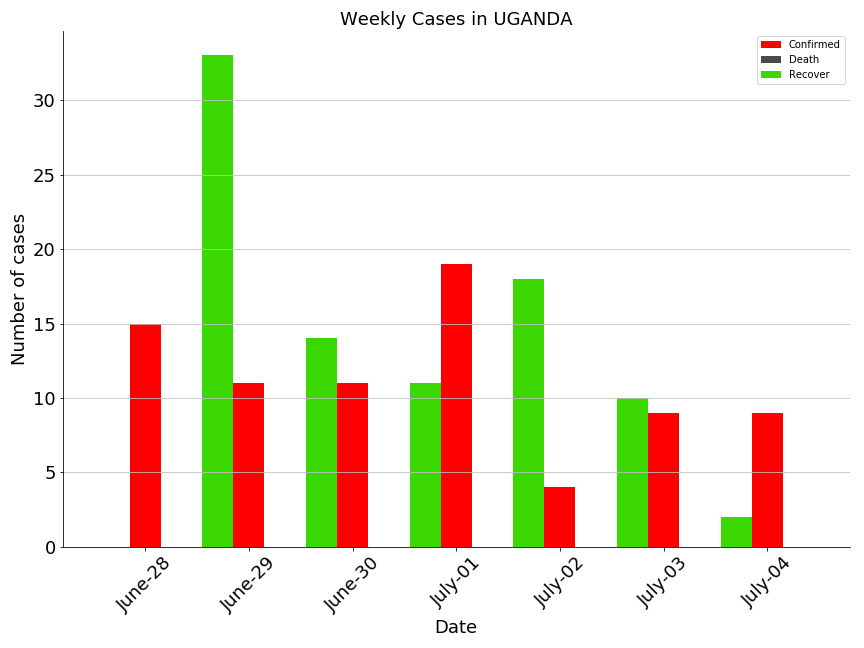 Weekly Cases in UGANDA
Confirmed
Death
Recover
Number of cases
30
25
20
15
10
5
0
June-28
June-29
June-30
July-01
July-02
July-03
July-04
Date